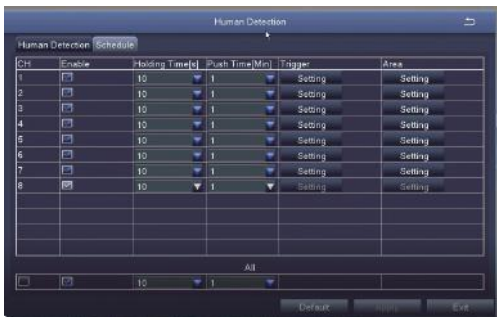 Human Detection
Human Detection Schedule
CH Enable Holding Time[s] Push Time[Min] Trigger Area
1 10 1 Setting Setting
2 10 1 Setting Setting
3 10 1 Setting Setting
4 10 1 Setting Setting
5 10 1 Setting Setting
6 10 1 Setting Setting
7 10 1 Setting Setting
8 10 1 Setting Setting
All
10 1
Default Apply Exit